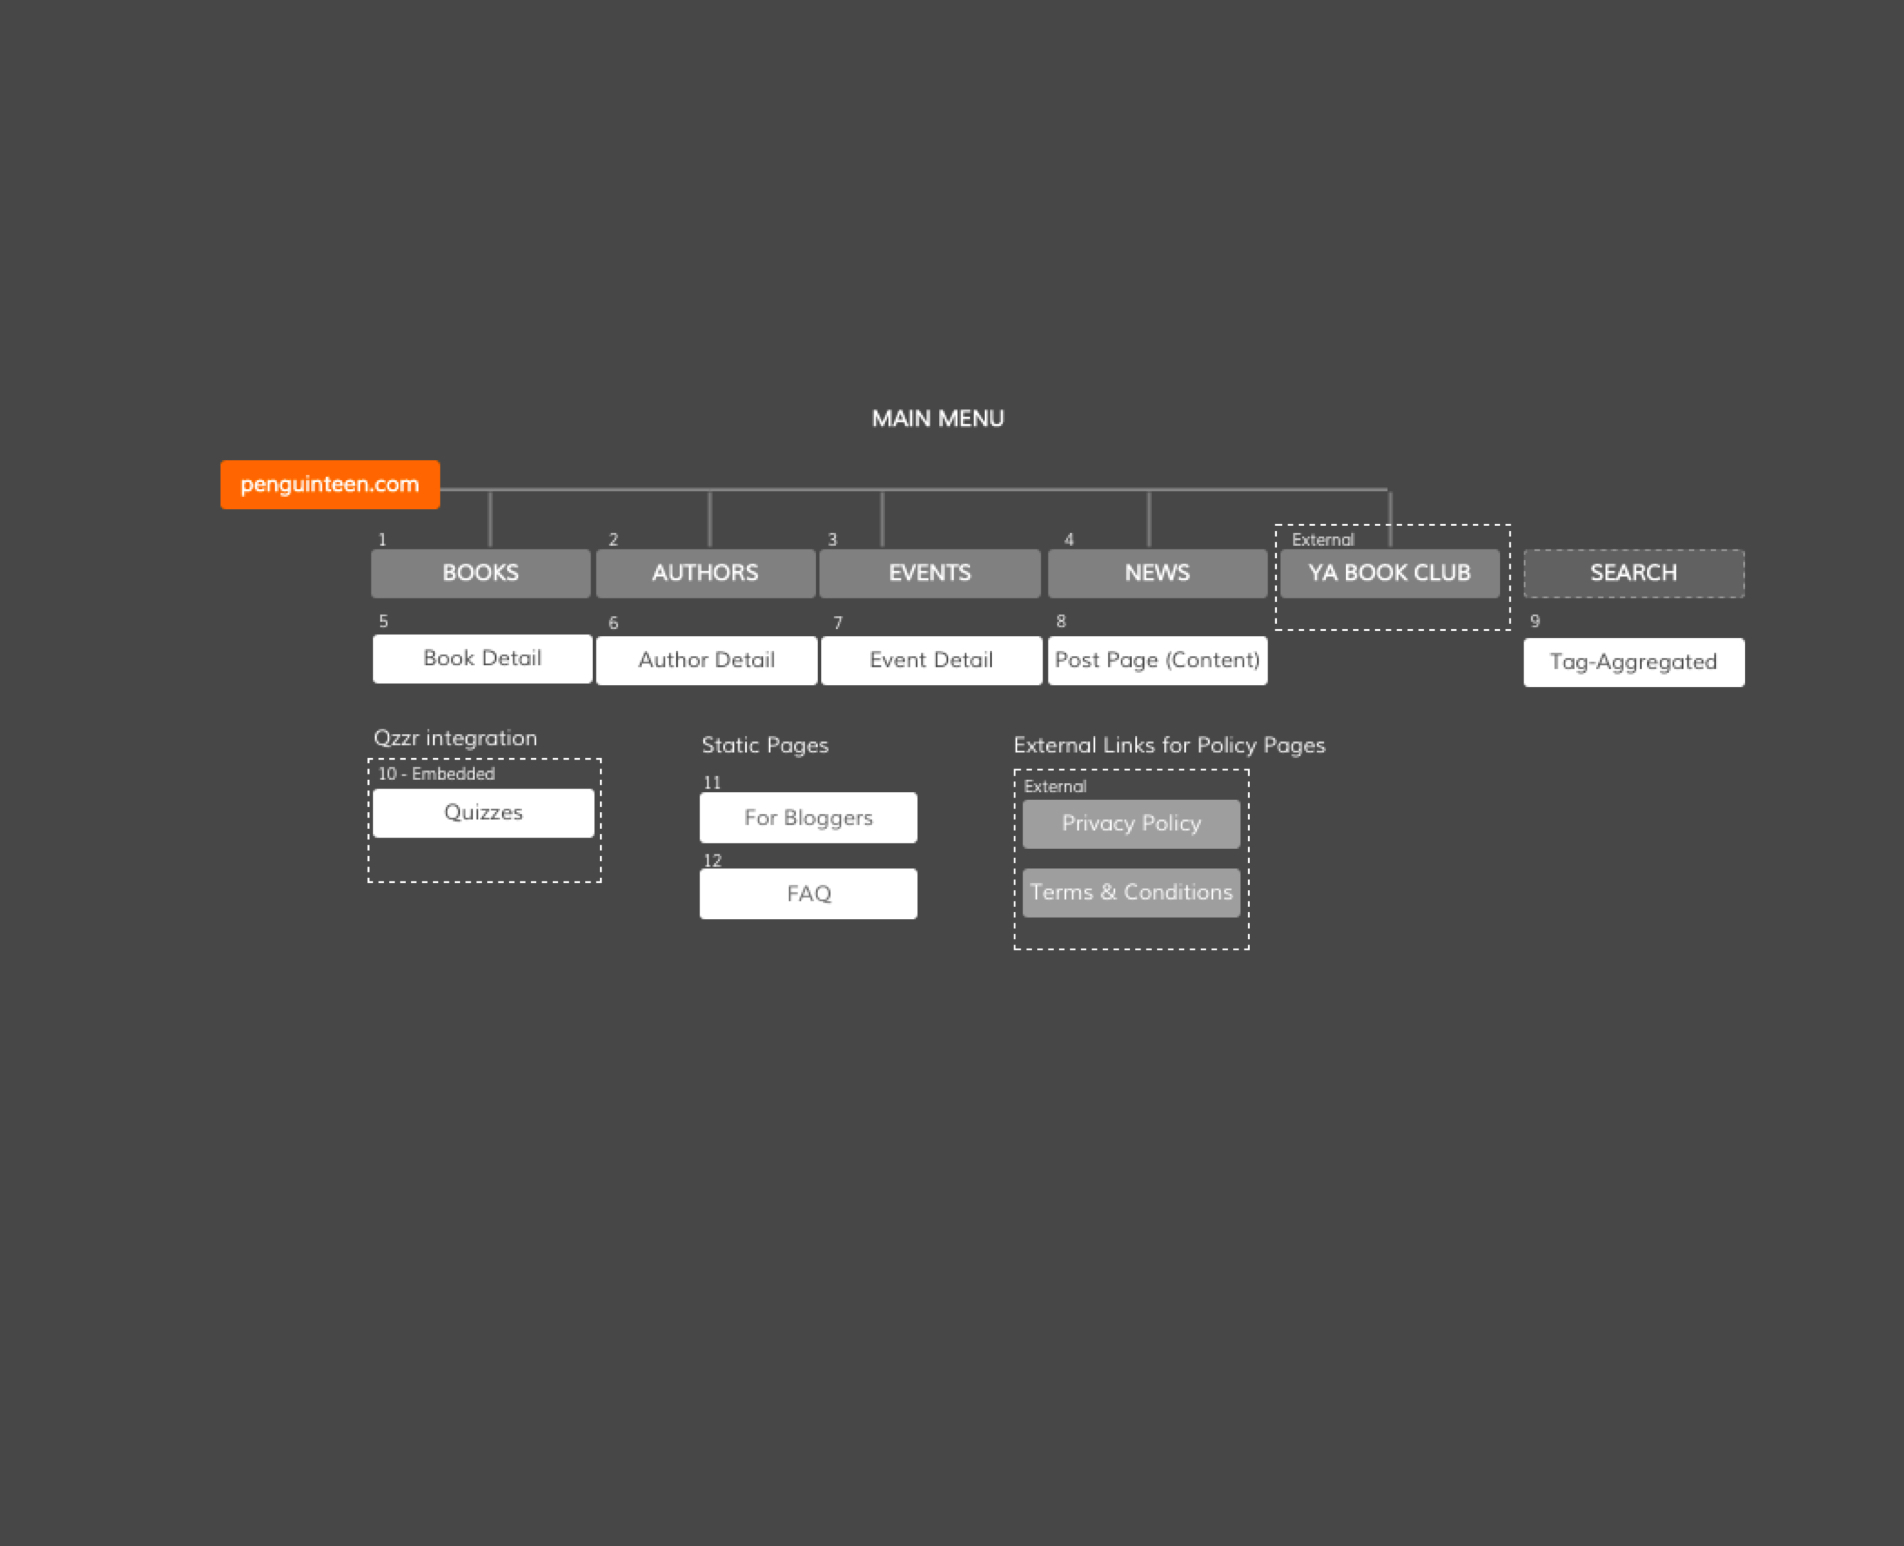 MAIN MENU
penguinteen.com
1
2
3
4
External
BOOKS
AUTHORS
EVENTS
NEWS
YA BOOK CLUB
SEARCH
5
6
7
8
9
Book Detail
Author Detail
Event Detail
Post Page (Content)
Tag-Aggregated
Qzzr integration
10 - Embedded
Quizzes
Static Pages
11
For Bloggers
12
FAQ
External Links for Policy Pages
External
Privacy Policy
Terms & Conditions